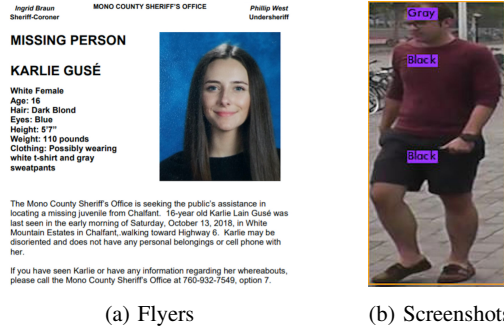 Ingrid Braun
Sheriff-Coroner
MONO COUNTY SHERIFF'S OFFICE
Phillip West
Undersheriff
MISSING PERSON
KARLIE GUSÉ
White Female
Age: 16
Hair: Dark Blond
Eyes: Blue
Height: 5'7"
Weight: 110 pounds
Clothing: Possibly wearing
white t-shirt and gray
sweatpants
The Mono County Sheriff's Office is seeking the public's assistance in
locating a missing juvenile from Chalfant. 16-year old Karlie Lain Gusé was
last seen in the early morning of Saturday, October 13, 2018, in White
Mountain Estates in Chalfant, walking toward Highway 6. Karlie may be
disoriented and does not have any personal belongings or cell phone with
her.
If you have seen Karlie or have any information regarding her whereabouts,
please call the Mono County Sheriff's Office at 760-932-7549, option 7.
(a) Flyers
Gray
Black
Black
(b) Screenshots